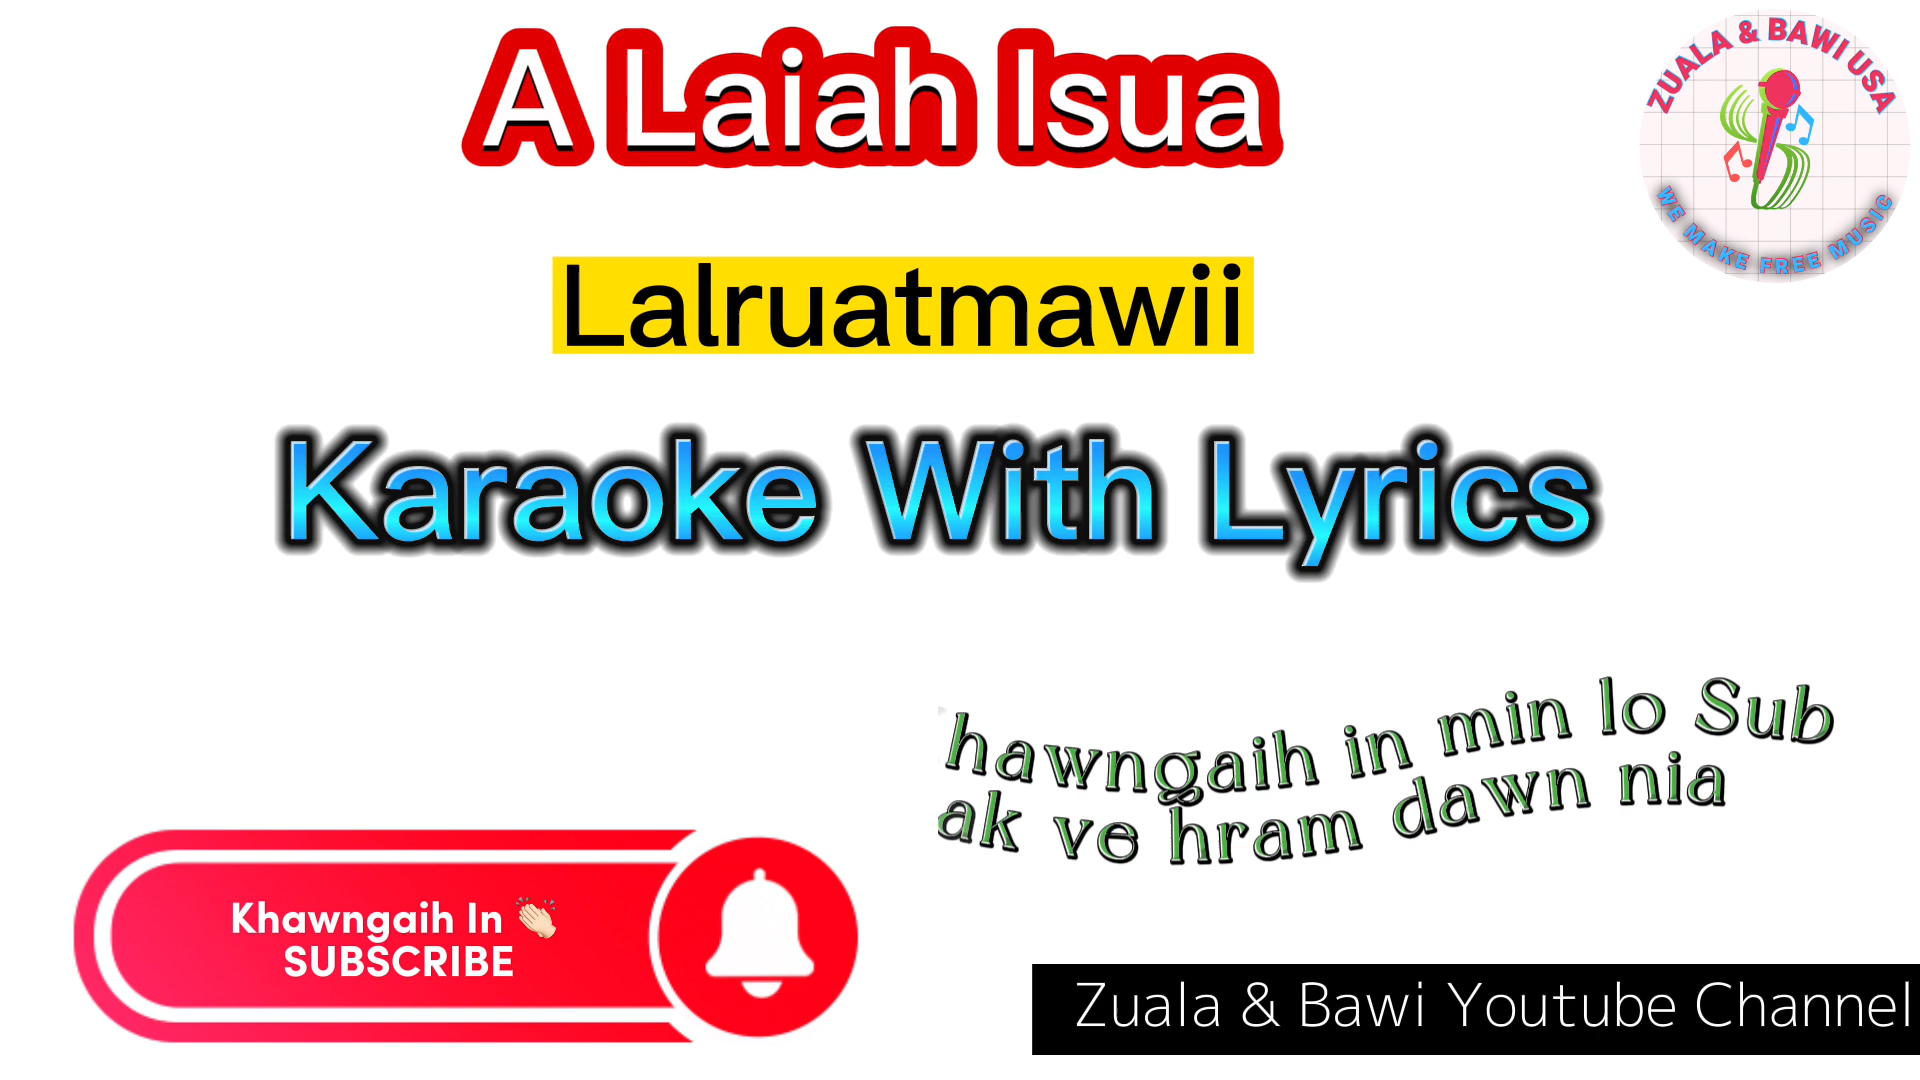 A Laiah Isua
ZUALA & BAWI USA
WE MAKE FREE MUSIC
Lalruatmawii
Karaoke With Lyrics
hawngaih in min lo Sub
ak ve hram dawn nia
Khawngaih In 👏🏻
SUBSCRIBE
Zuala & Bawi Youtube Channel